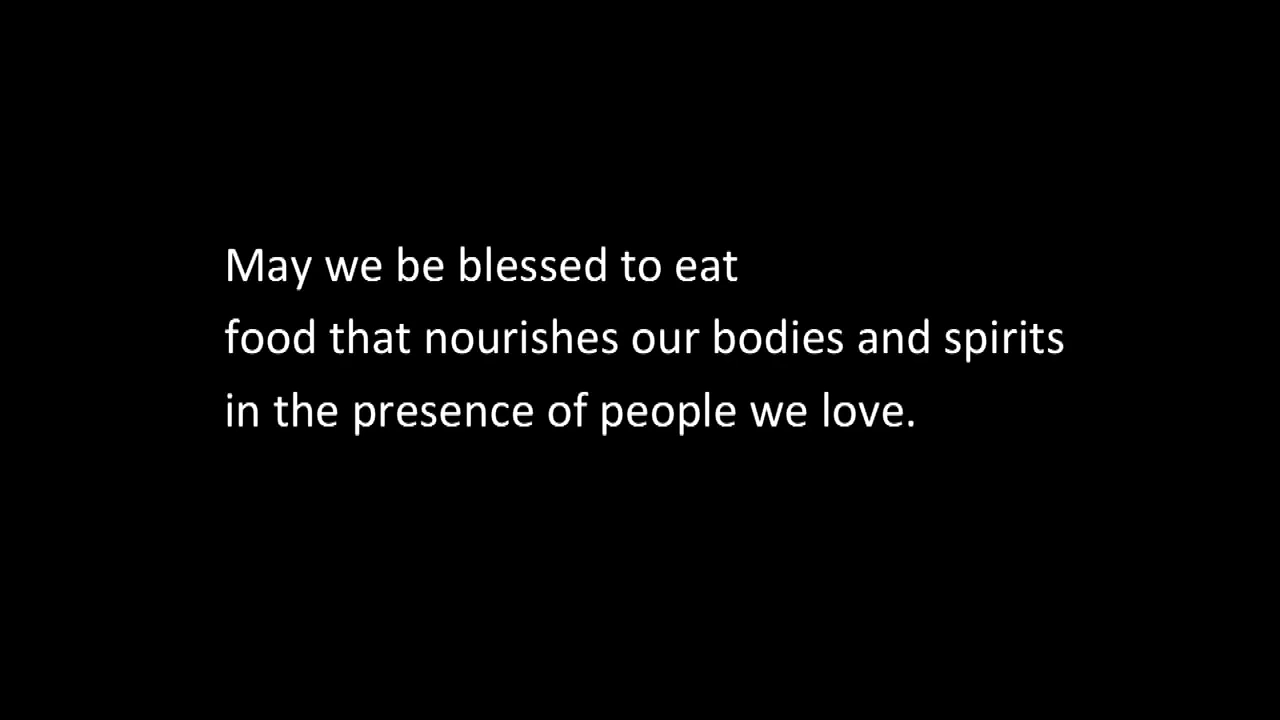 May we be blessed to eat
food that nourishes our bodies and spirits
in the presence of people we love.